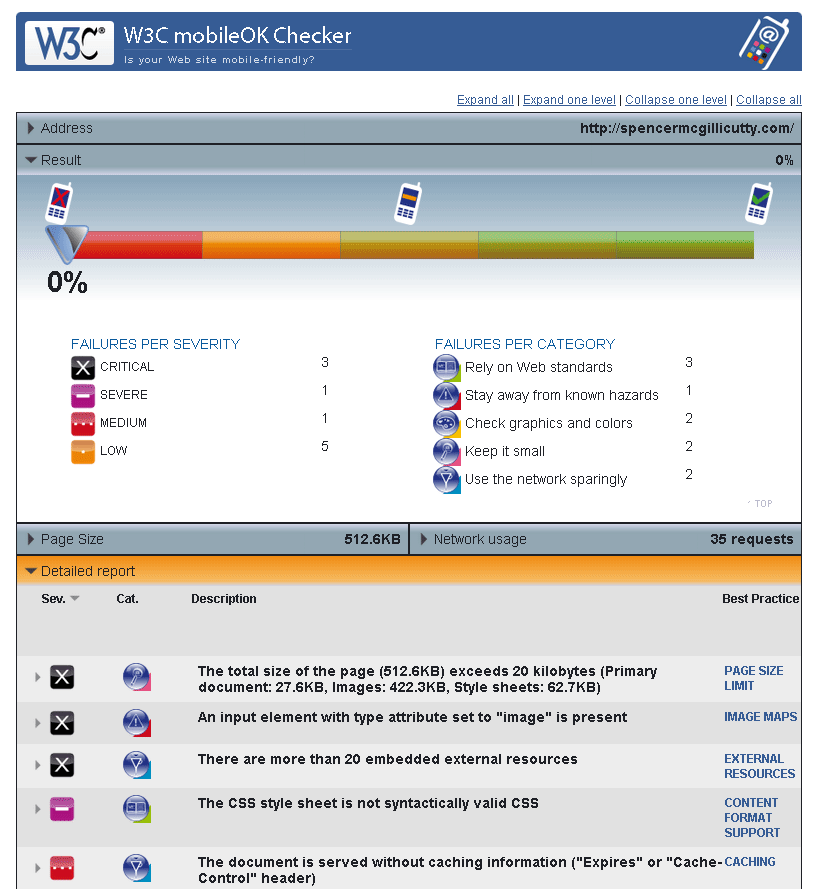 W3C®
W3C mobileOK Checker
Is your Web site mobile-friendly?
Expand all | Expand one level | Collapse one level | Collapse all
Address http://spencermcgillicutty.com/
Result 0%
0%
FAILURES PER SEVERITY
CRITICAL 3
SEVERE 1
MEDIUM 1
LOW 5
FAILURES PER CATEGORY
Rely on Web standards 3
Stay away from known hazards 1
Check graphics and colors 2
Keep it small 2
Use the network sparingly 2
TOP
Page Size 512.6KB
Network usage 35 requests
Detailed report
Sev. Cat. Description Best Practice
The total size of the page (512.6KB) exceeds 20 kilobytes (Primary
document: 27.6KB, Images: 422.3KB, Style sheets: 62.7KB)
PAGE SIZE
LIMIT
An input element with type attribute set to "image" is present
IMAGE MAPS
There are more than 20 embedded external resources
EXTERNAL
RESOURCES
The CSS style sheet is not syntactically valid CSS
CONTENT
FORMAT
SUPPORT
The document is served without caching information ("Expires" or "Cache-
Control" header)
CACHING